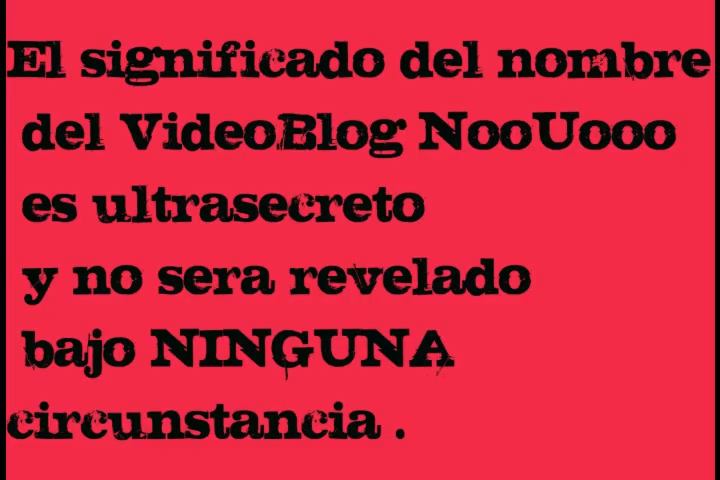 El significado del nombre
del VideoBlog NooUooo
es ultrasecreto
y no sera revelado
bajo NINGUNA
circunstancia .